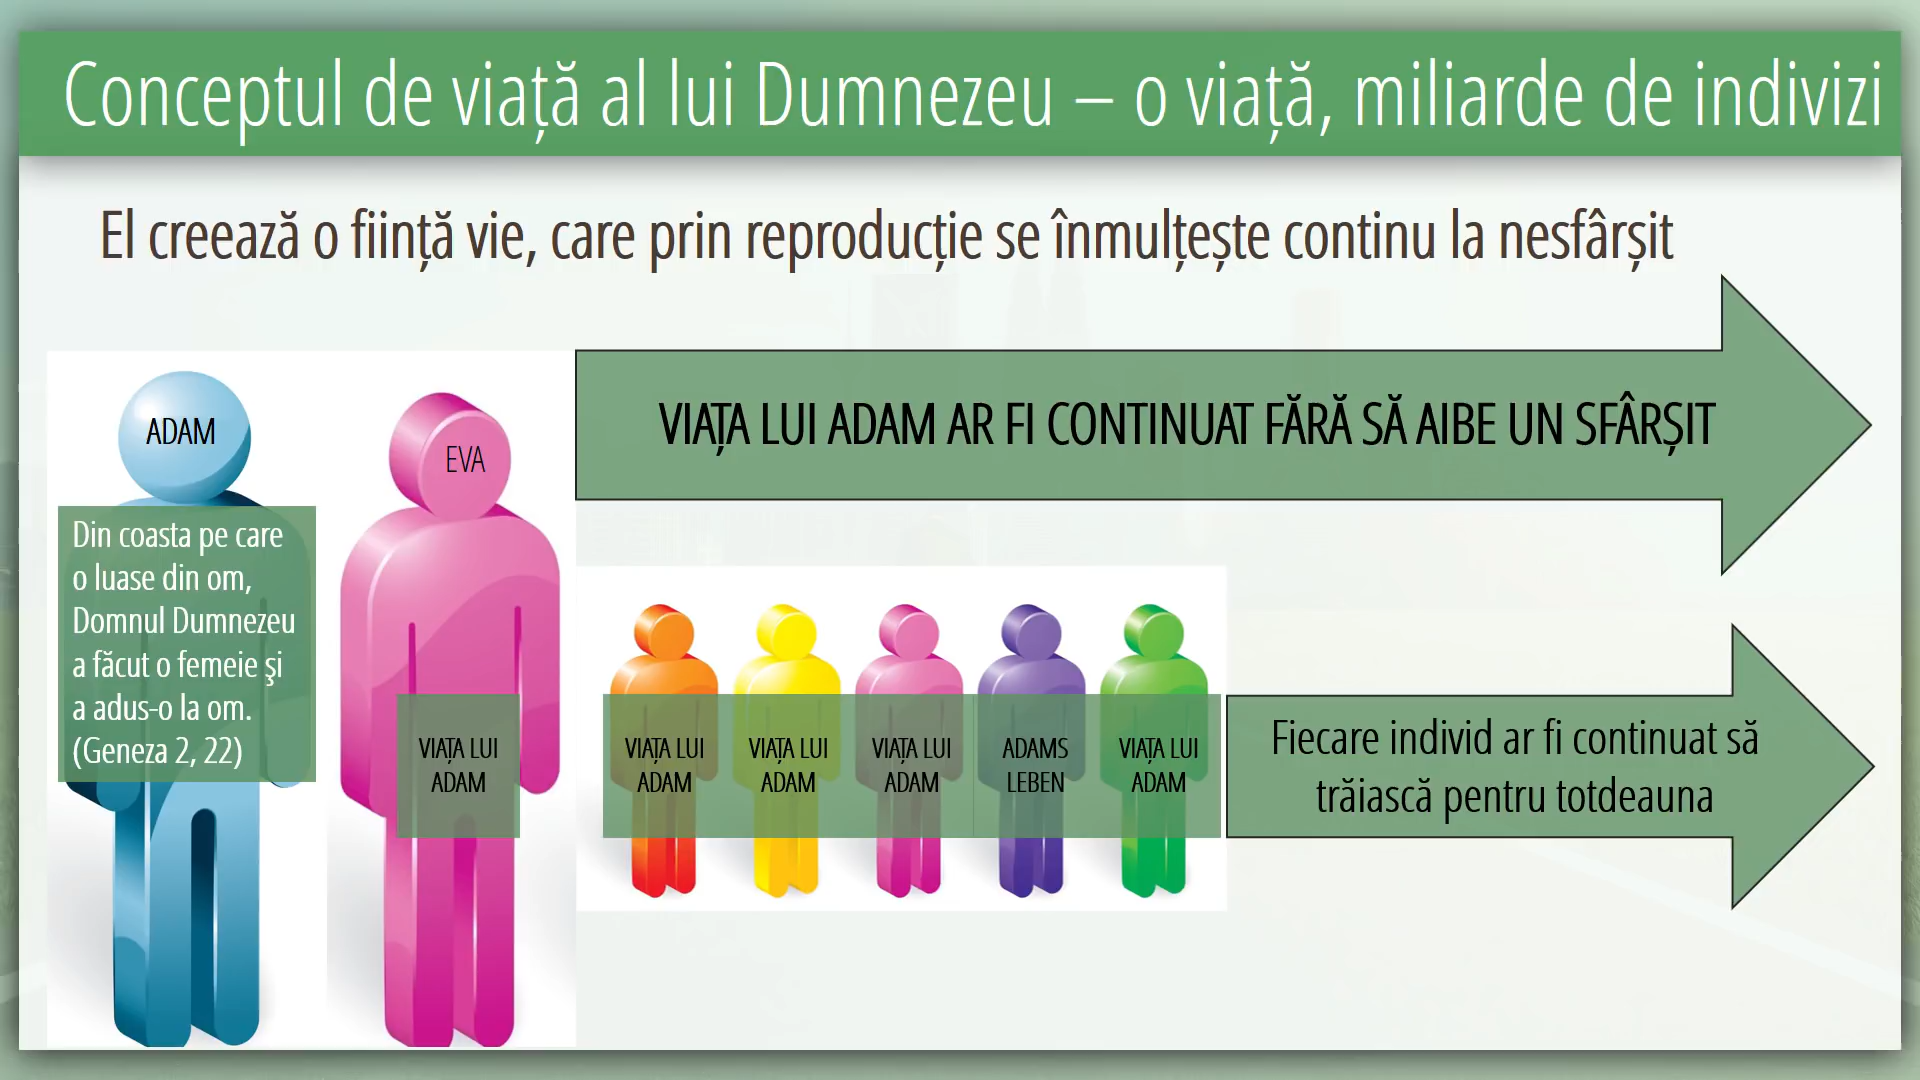 Conceptul de viață al lui Dumnezeu – o viață, miliarde de indivizi
El creează o ființă vie, care prin reproducție se înmulțește continu la nesfârșit
ADAM
EVA
VIAȚA LUI ADAM AR FI CONTINUAT FĂRĂ SĂ AIBE UN SFÂRȘIT
Din coasta pe care
o luase din om,
Domnul Dumnezeu
a făcut o femeie şi
a adus-o la om.
(Geneza 2, 22)
VIAȚA LUI
ADAM
VIAȚA LUI
ADAM
VIAȚA LUI
ADAM
VIAȚA LUI
ADAM
ADAMS
LEBEN
VIAȚA LUI
ADAM
Fiecare individ ar fi continuat să
trăiască pentru totdeauna